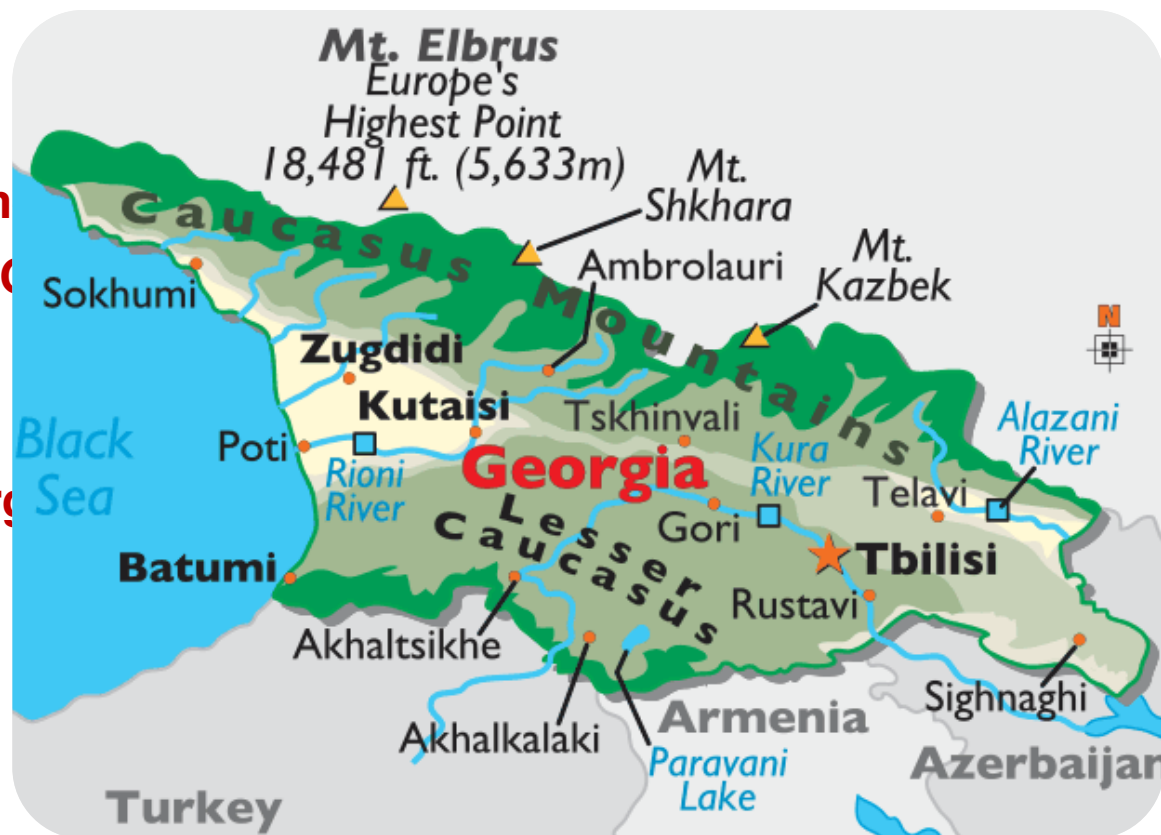 Mt. Elbrus
Europe's
Highest Point
18,481 ft. (5,633m)
Mt.
Shkhara
Mt.
Kazbek
Caucasus Mountains
Ambrolauri
Sokhumi
N
Zugdidi
Kutaisi
Tskhinvali
Alazani
River
Black
Sea
Poti
Rioni
River
Georgia
Kura
River
Telavi
Gori
Lesser
Caucasus
Batumi
Tbilisi
Rustavi
Akhaltsikhe
Sighnaghi
Akhalkalaki
Armenia
Paravani
Lake
Azerbaijan
Turkey